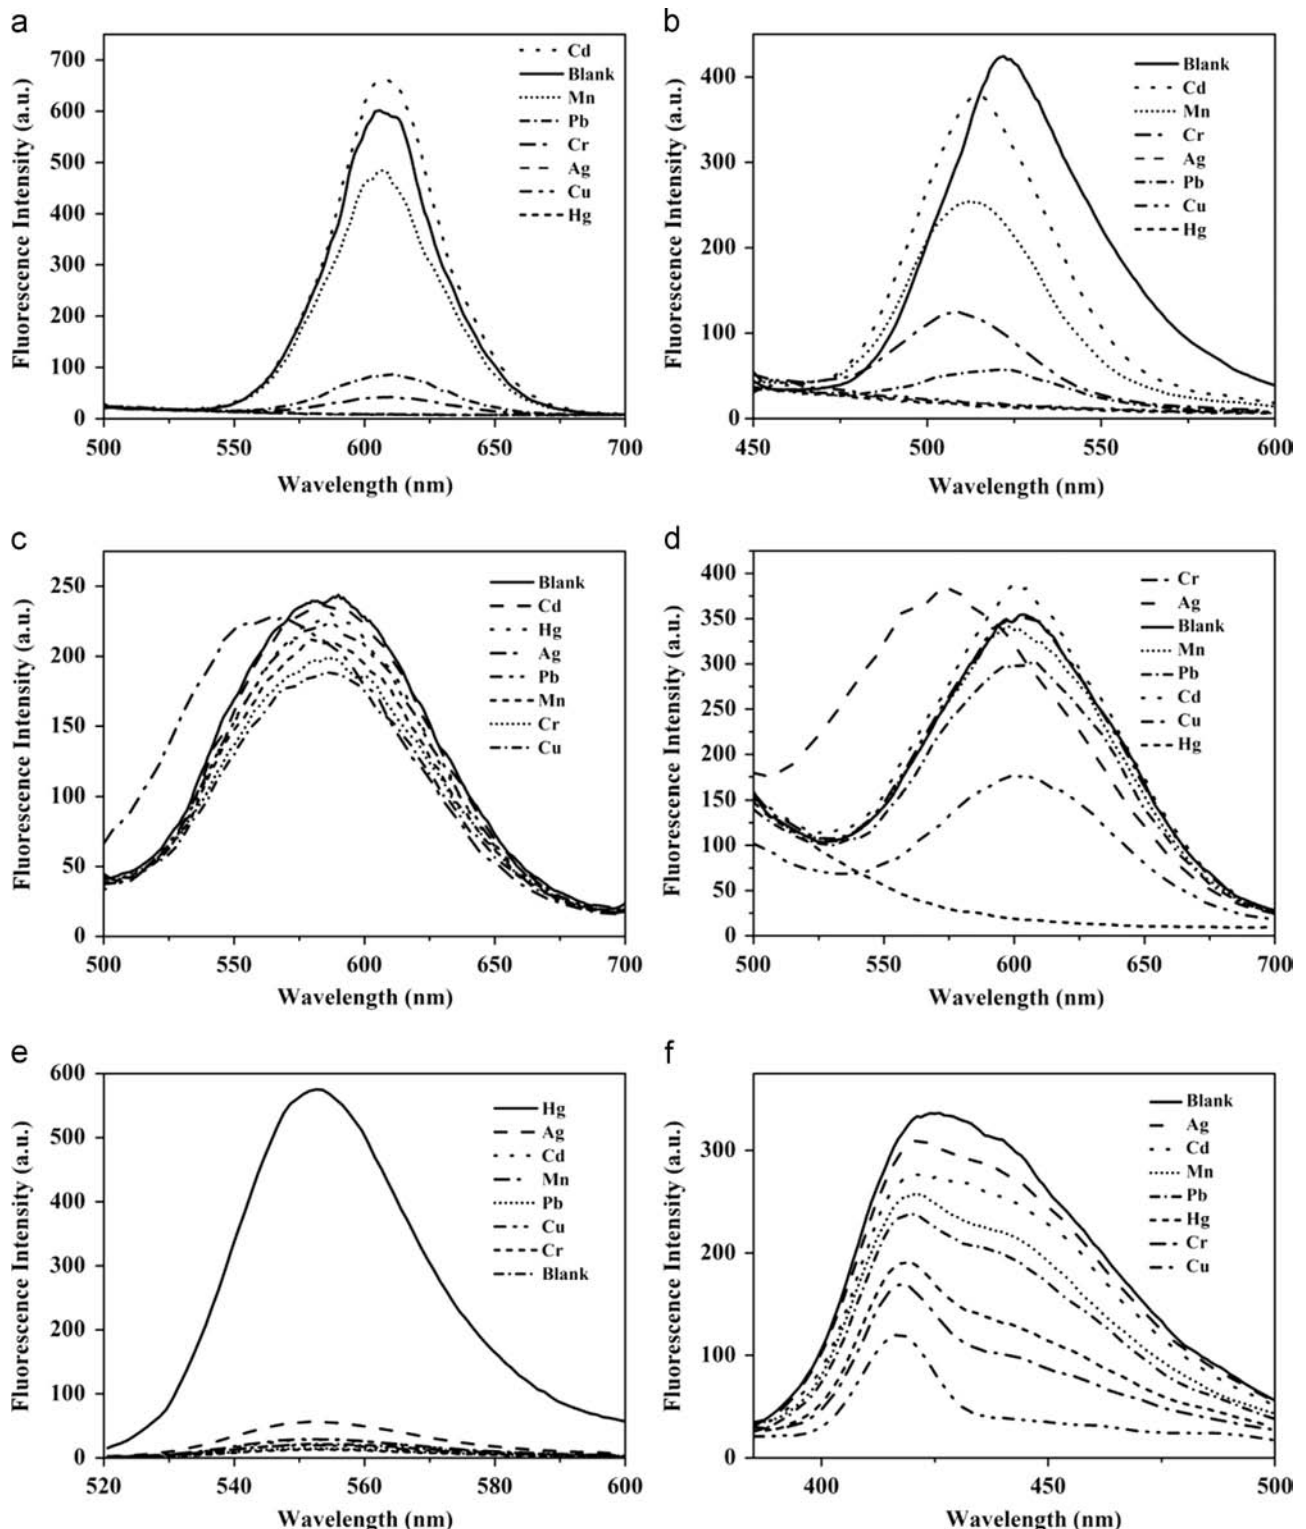 a
Fluorescence Intensity (a.u.)
700
600
500
400
300
200
100
0
Cd
Blank
Mn
Pb
Cr
Ag
Cu
Hg
500 550 600 650 700
Wavelength (nm)
b
Fluorescence Intensity (a.u.)
400
300
200
100
0
Blank
Cd
Mn
Cr
Ag
Pb
Cu
Hg
450 500 550 600
Wavelength (nm)
c
Fluorescence Intensity (a.u.)
250
200
150
100
50
0
Blank
Cd
Hg
Ag
Pb
Mn
Cr
Cu
500 550 600 650 700
Wavelength (nm)
d
Fluorescence Intensity (a.u.)
400
350
300
250
200
150
100
50
0
Cr
Ag
Blank
Mn
Pb
Cd
Cu
Hg
500 550 600 650 700
Wavelength (nm)
e
Fluorescence Intensity (a.u.)
600
500
400
300
200
100
0
Hg
Ag
Cd
Mn
Pb
Cu
Cr
Blank
520 540 560 580 600
Wavelength (nm)
f
Fluorescence Intensity (a.u.)
300
200
100
0
Blank
Ag
Cd
Mn
Pb
Hg
Cr
Cu
400 450 500
Wavelength (nm)